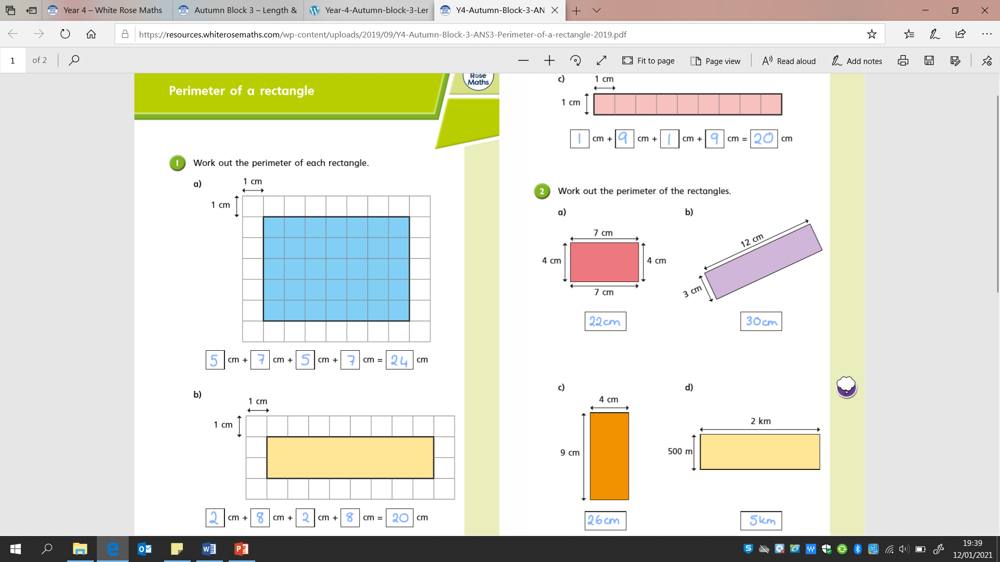 Year 4 – White Rose Maths
Autumn Block 3 – Length &
Year-4-Autumn-block-3-Ler
Y4-Autumn-Block-3-AN
https://resources.whiterosemaths.com/wp-content/uploads/2019/09/Y4-Autumn-Block-3-ANS3-Perimeter-of-a-rectangle-2019.pdf
1 of 2
Fit to page
Page view
Read aloud
Add notes
Perimeter of a rectangle
Rose
Maths
1 Work out the perimeter of each rectangle.
a)
1 cm
1 cm
5 cm + 7 cm + 5 cm + 7 cm = 24 cm
b)
1 cm
1 cm
2 cm + 8 cm + 2 cm + 8 cm = 20 cm
c)
1 cm
1 cm
1 cm + 9 cm + 1 cm + 9 cm = 20 cm
2 Work out the perimeter of the rectangles.
a)
7 cm
4 cm
4 cm
7 cm
22cm
b)
12 cm
3 cm
30cm
c)
4 cm
9 cm
26cm
d)
2 km
500 m
5km
19:39
12/01/2021